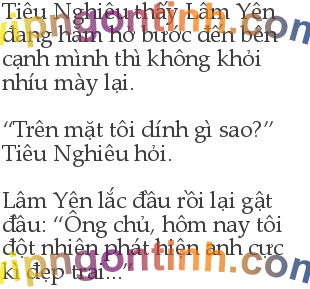 Tiêu Nghiêu thấy Lâm Yên
đang hầm hở bước đến bên
cạnh mình thì không khỏi
nhíu mày lại.
“Trên mặt tôi dính gì sao?”
Tiêu Nghiêu hỏi.
Lâm Yên lắc đầu rồi lại gật
đầu: “Ông chủ, hôm nay tôi
đột nhiên phát hiện anh cực
kì đẹp trai...”